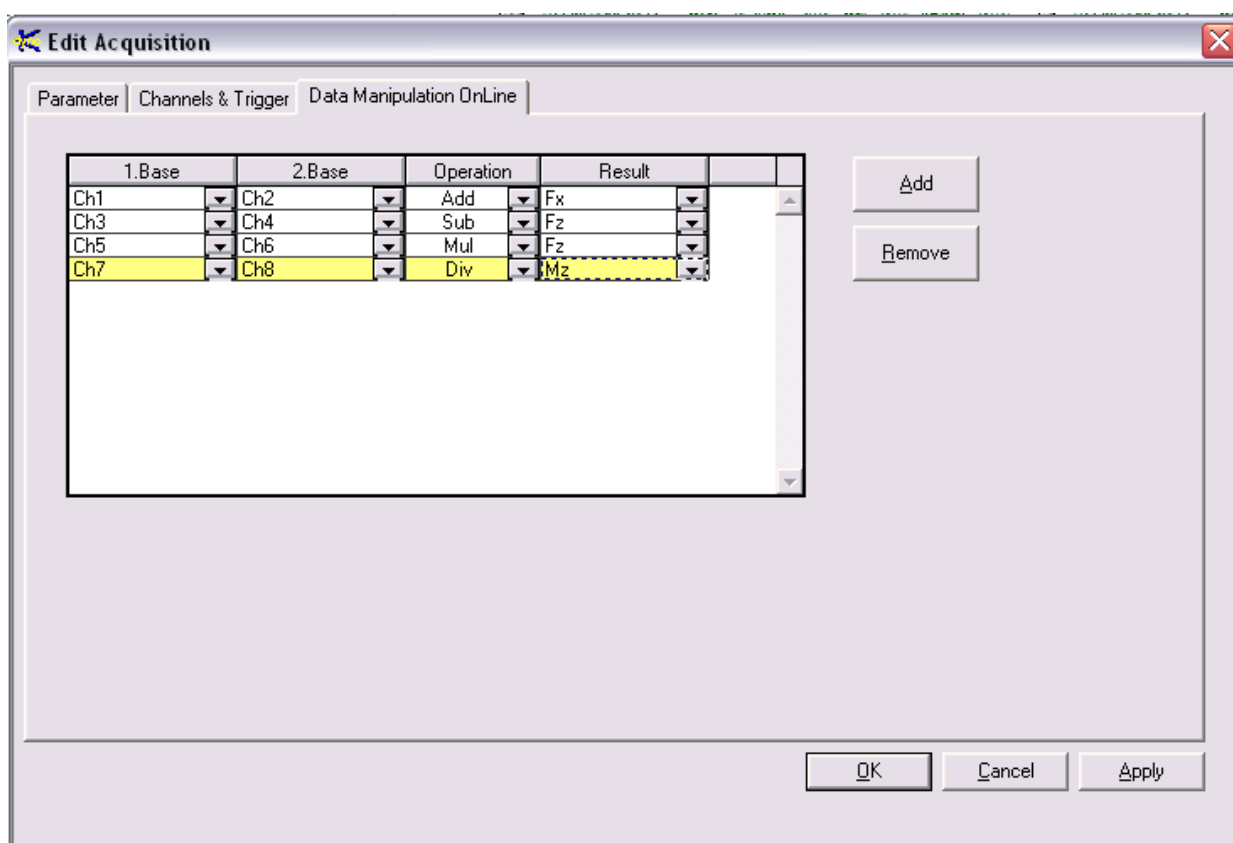 Edit Acquisition
Parameter Channels & Trigger Data Manipulation OnLine
1.Base 2.Base Operation Result
Ch1 Ch2 Add Fx
Ch3 Ch4 Sub Fz
Ch5 Ch6 Mul Fz
Ch7 Ch8 Div Mz
Add
Remove
OK Cancel Apply